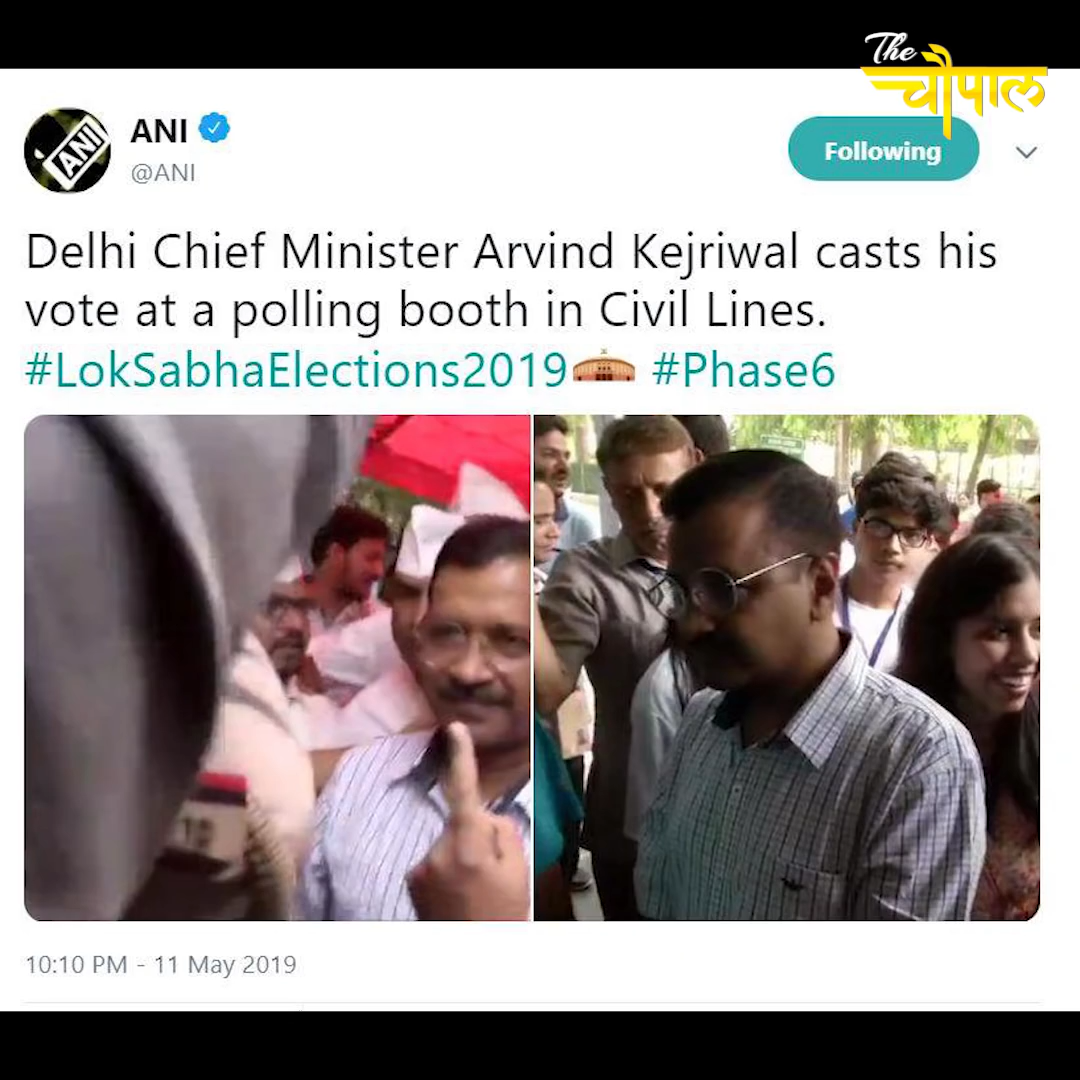 The
चौपाल
ANI
ANI
@ANI
Following
Delhi Chief Minister Arvind Kejriwal casts his
vote at a polling booth in Civil Lines.
#LokSabhaElections2019 #Phase6
10:10 PM - 11 May 2019